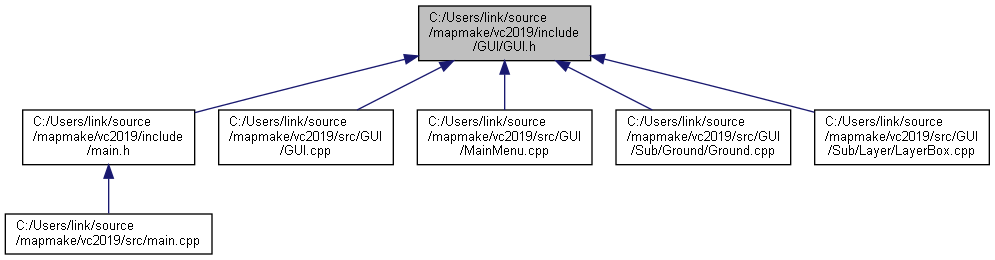 C:/Users/link/source
/mapmake/vc2019/include
/GUI/GUI.h
C:/Users/link/source
/mapmake/vc2019/include
/main.h
C:/Users/link/source
/mapmake/vc2019/src/GUI
/GUI.cpp
C:/Users/link/source
/mapmake/vc2019/src/GUI
/MainMenu.cpp
C:/Users/link/source
/mapmake/vc2019/src/GUI
/Sub/Ground/Ground.cpp
C:/Users/link/source
/mapmake/vc2019/src/GUI
/Sub/Layer/LayerBox.cpp
C:/Users/link/source
/mapmake/vc2019/src/main.cpp